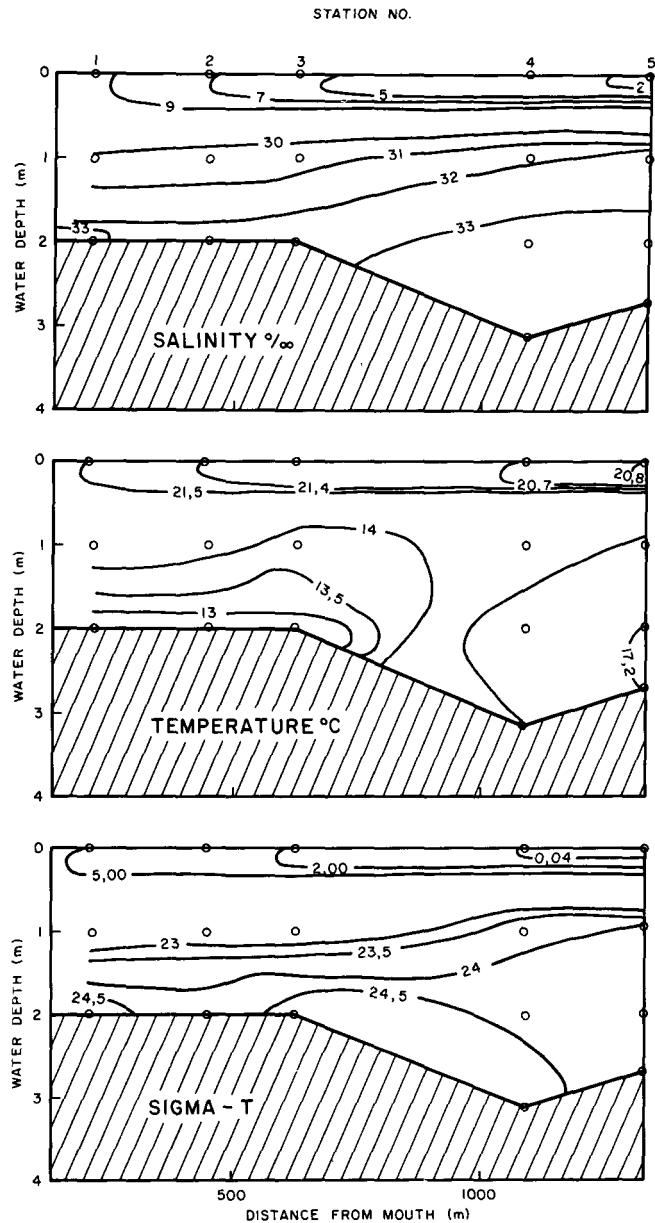 STATION NO.
1 2 3 4 5
0
9 7 5 2
30
31
1
32
33 33
2
3
SALINITY °/∞
4
WATER DEPTH (m)
0
21,5 21,4 20,7 20,8
14
1
13,5
13
2
17,2
3
TEMPERATURE °C
4
WATER DEPTH (m)
0
5,00 2,00 0,04
1
23 23,5 24
24,5 24,5
2
3
SIGMA - T
4
WATER DEPTH (m)
500 1000
DISTANCE FROM MOUTH (m)